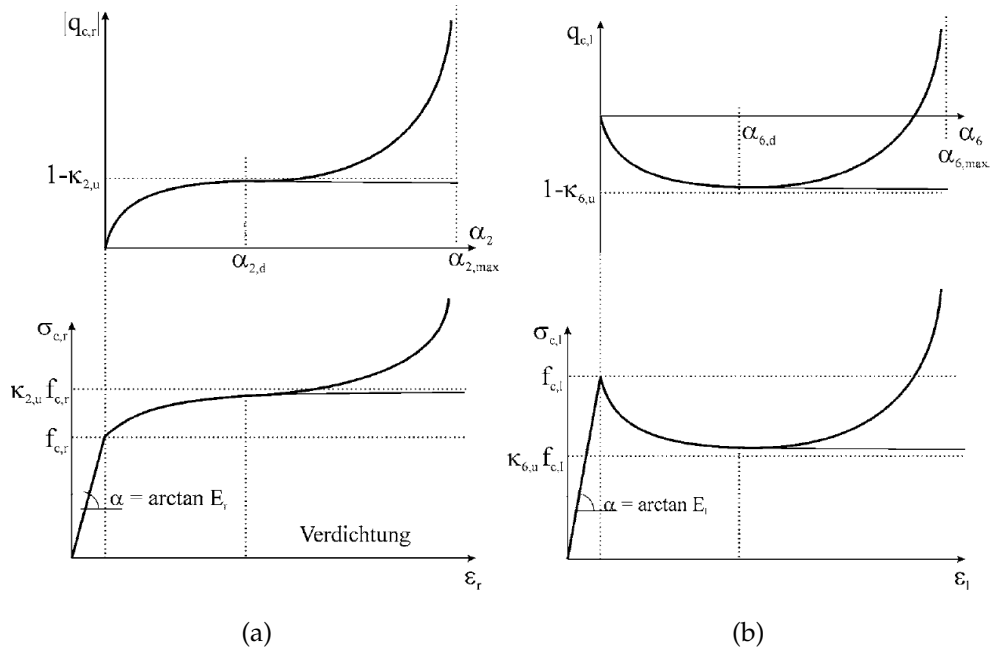 |q_c,r|
1-κ_2,u
α_2
α_2,d
α_2,max
σ_c,r
κ_2,u f_c,r
f_c,r
α = arctan E_r
Verdichtung
ε_r
(a)
q_c,l
α_6,d
α_6
α_6,max.
1-κ_6,u
σ_c,l
f_c,l
κ_6,u f_c,l
α = arctan E_l
ε_l
(b)